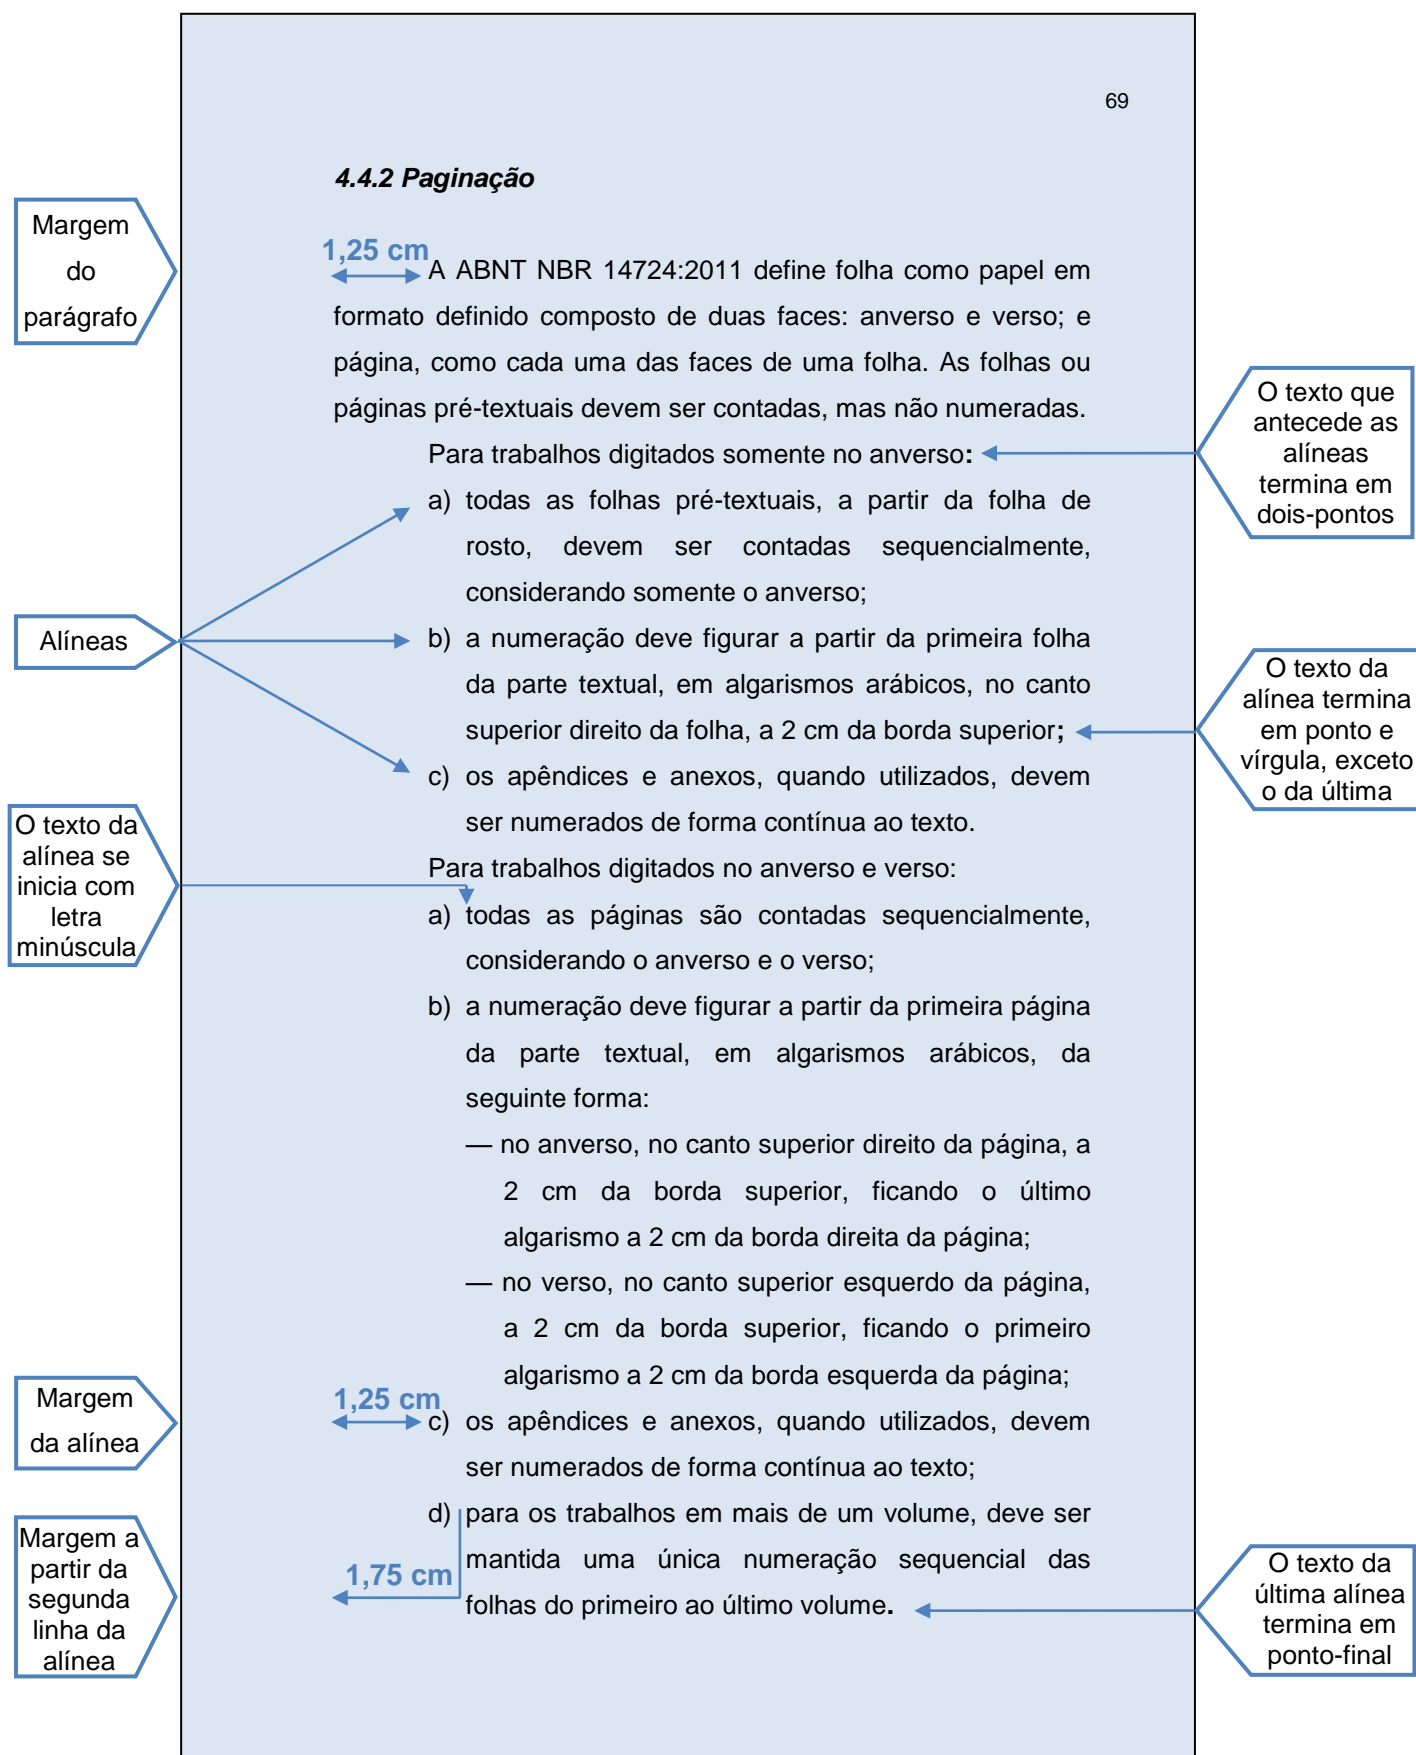 69
4.4.2 Paginação
Margem
do
parágrafo
1,25 cm
A ABNT NBR 14724:2011 define folha como papel em
formato definido composto de duas faces: anverso e verso; e
página, como cada uma das faces de uma folha. As folhas ou
páginas pré-textuais devem ser contadas, mas não numeradas.
O texto que
antecede as
alíneas
termina em
dois-pontos
Para trabalhos digitados somente no anverso:
a) todas as folhas pré-textuais, a partir da folha de
rosto, devem ser contadas sequencialmente,
considerando somente o anverso;
Alíneas
b) a numeração deve figurar a partir da primeira folha
da parte textual, em algarismos arábicos, no canto
superior direito da folha, a 2 cm da borda superior;
O texto da
alínea termina
em ponto e
vírgula, exceto
o da última
c) os apêndices e anexos, quando utilizados, devem
ser numerados de forma contínua ao texto.
O texto da
alínea se
inicia com
letra
minúscula
Para trabalhos digitados no anverso e verso:
a) todas as páginas são contadas sequencialmente,
considerando o anverso e o verso;
b) a numeração deve figurar a partir da primeira página
da parte textual, em algarismos arábicos, da
seguinte forma:
— no anverso, no canto superior direito da página, a
2 cm da borda superior, ficando o último
algarismo a 2 cm da borda direita da página;
— no verso, no canto superior esquerdo da página,
a 2 cm da borda superior, ficando o primeiro
algarismo a 2 cm da borda esquerda da página;
Margem
da alínea
1,25 cm
c) os apêndices e anexos, quando utilizados, devem
ser numerados de forma contínua ao texto;
Margem a
partir da
segunda
linha da
alínea
1,75 cm
d) para os trabalhos em mais de um volume, deve ser
mantida uma única numeração sequencial das
folhas do primeiro ao último volume.
O texto da
última alínea
termina em
ponto-final